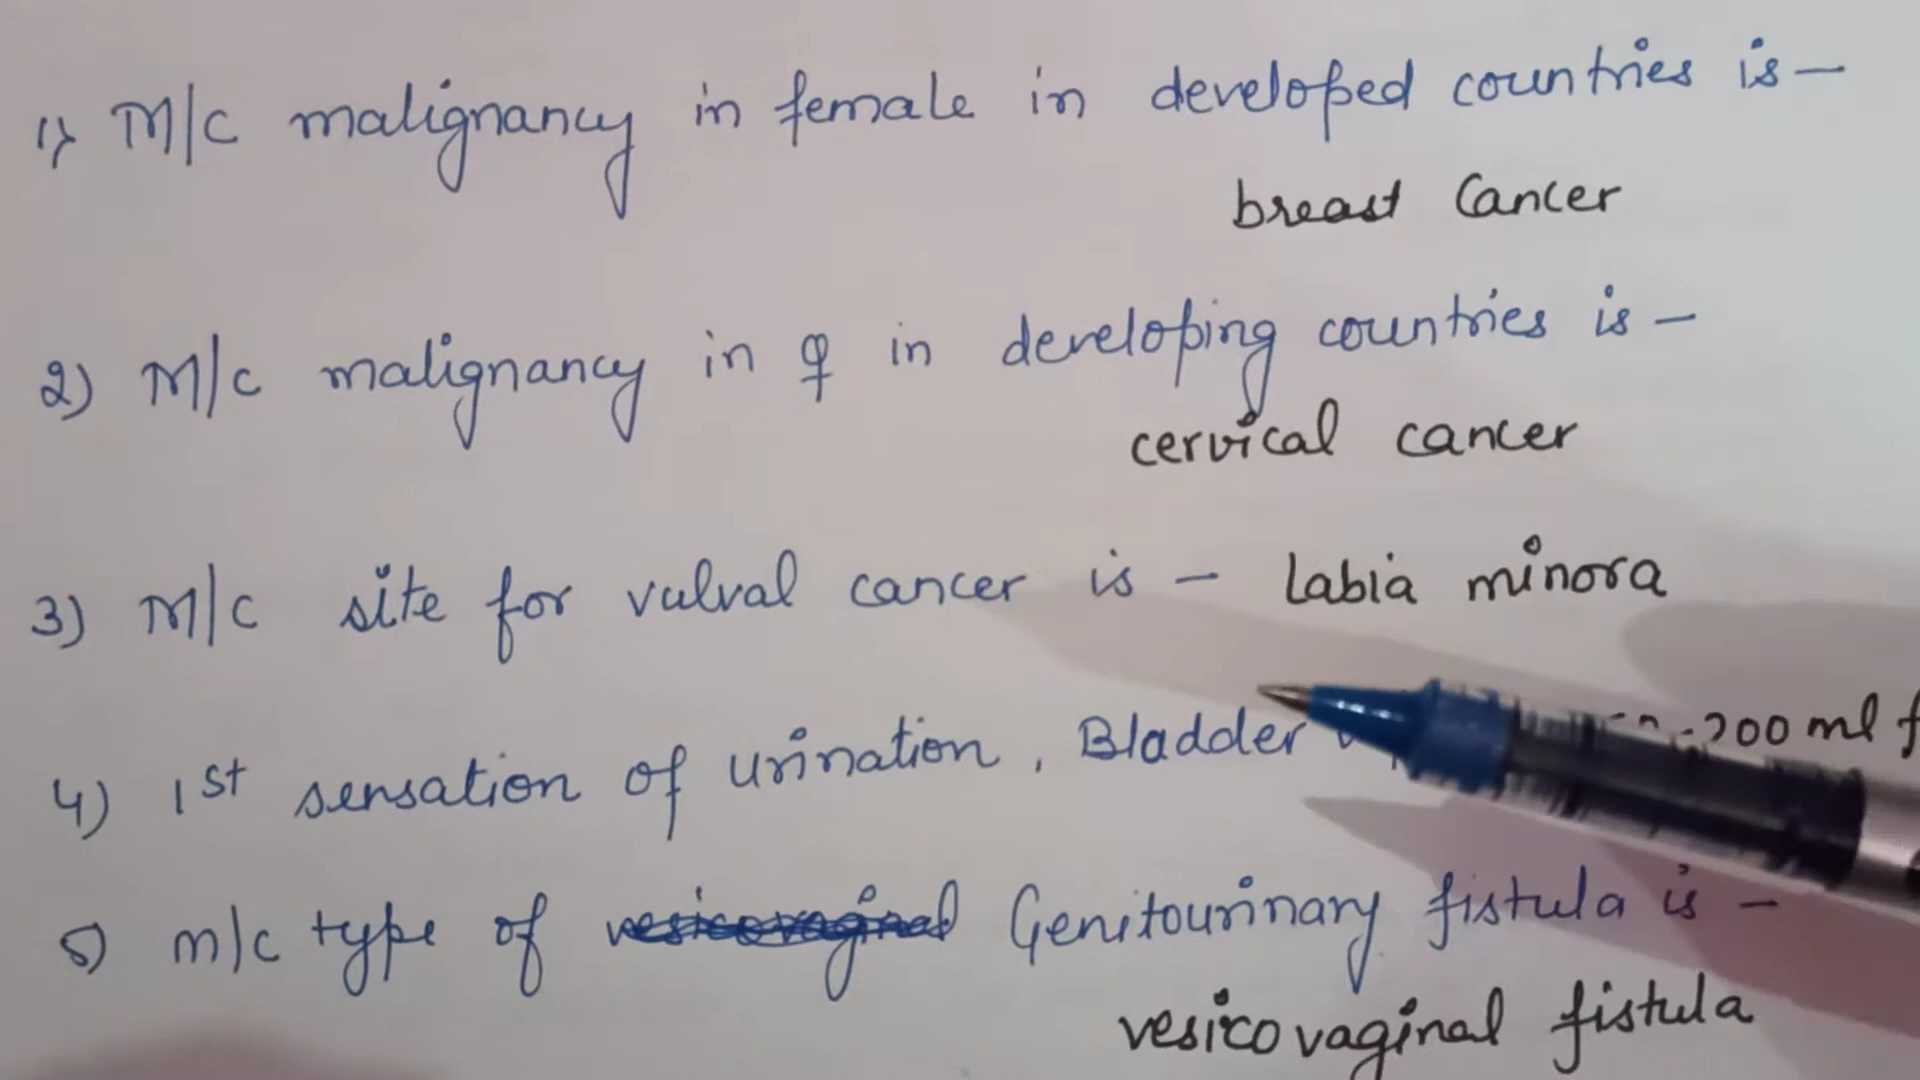 1) M/C malignancy in female in developed countries is —
breast Cancer
2) M/C malignancy in ♀ in developing countries is —
cervical cancer
3) M/C site for vulval cancer is — Labia minora
4) 1st sensation of urination, Bladder 200 ml
5) m/c type of Genitourinary fistula is —
vesicovaginal fistula